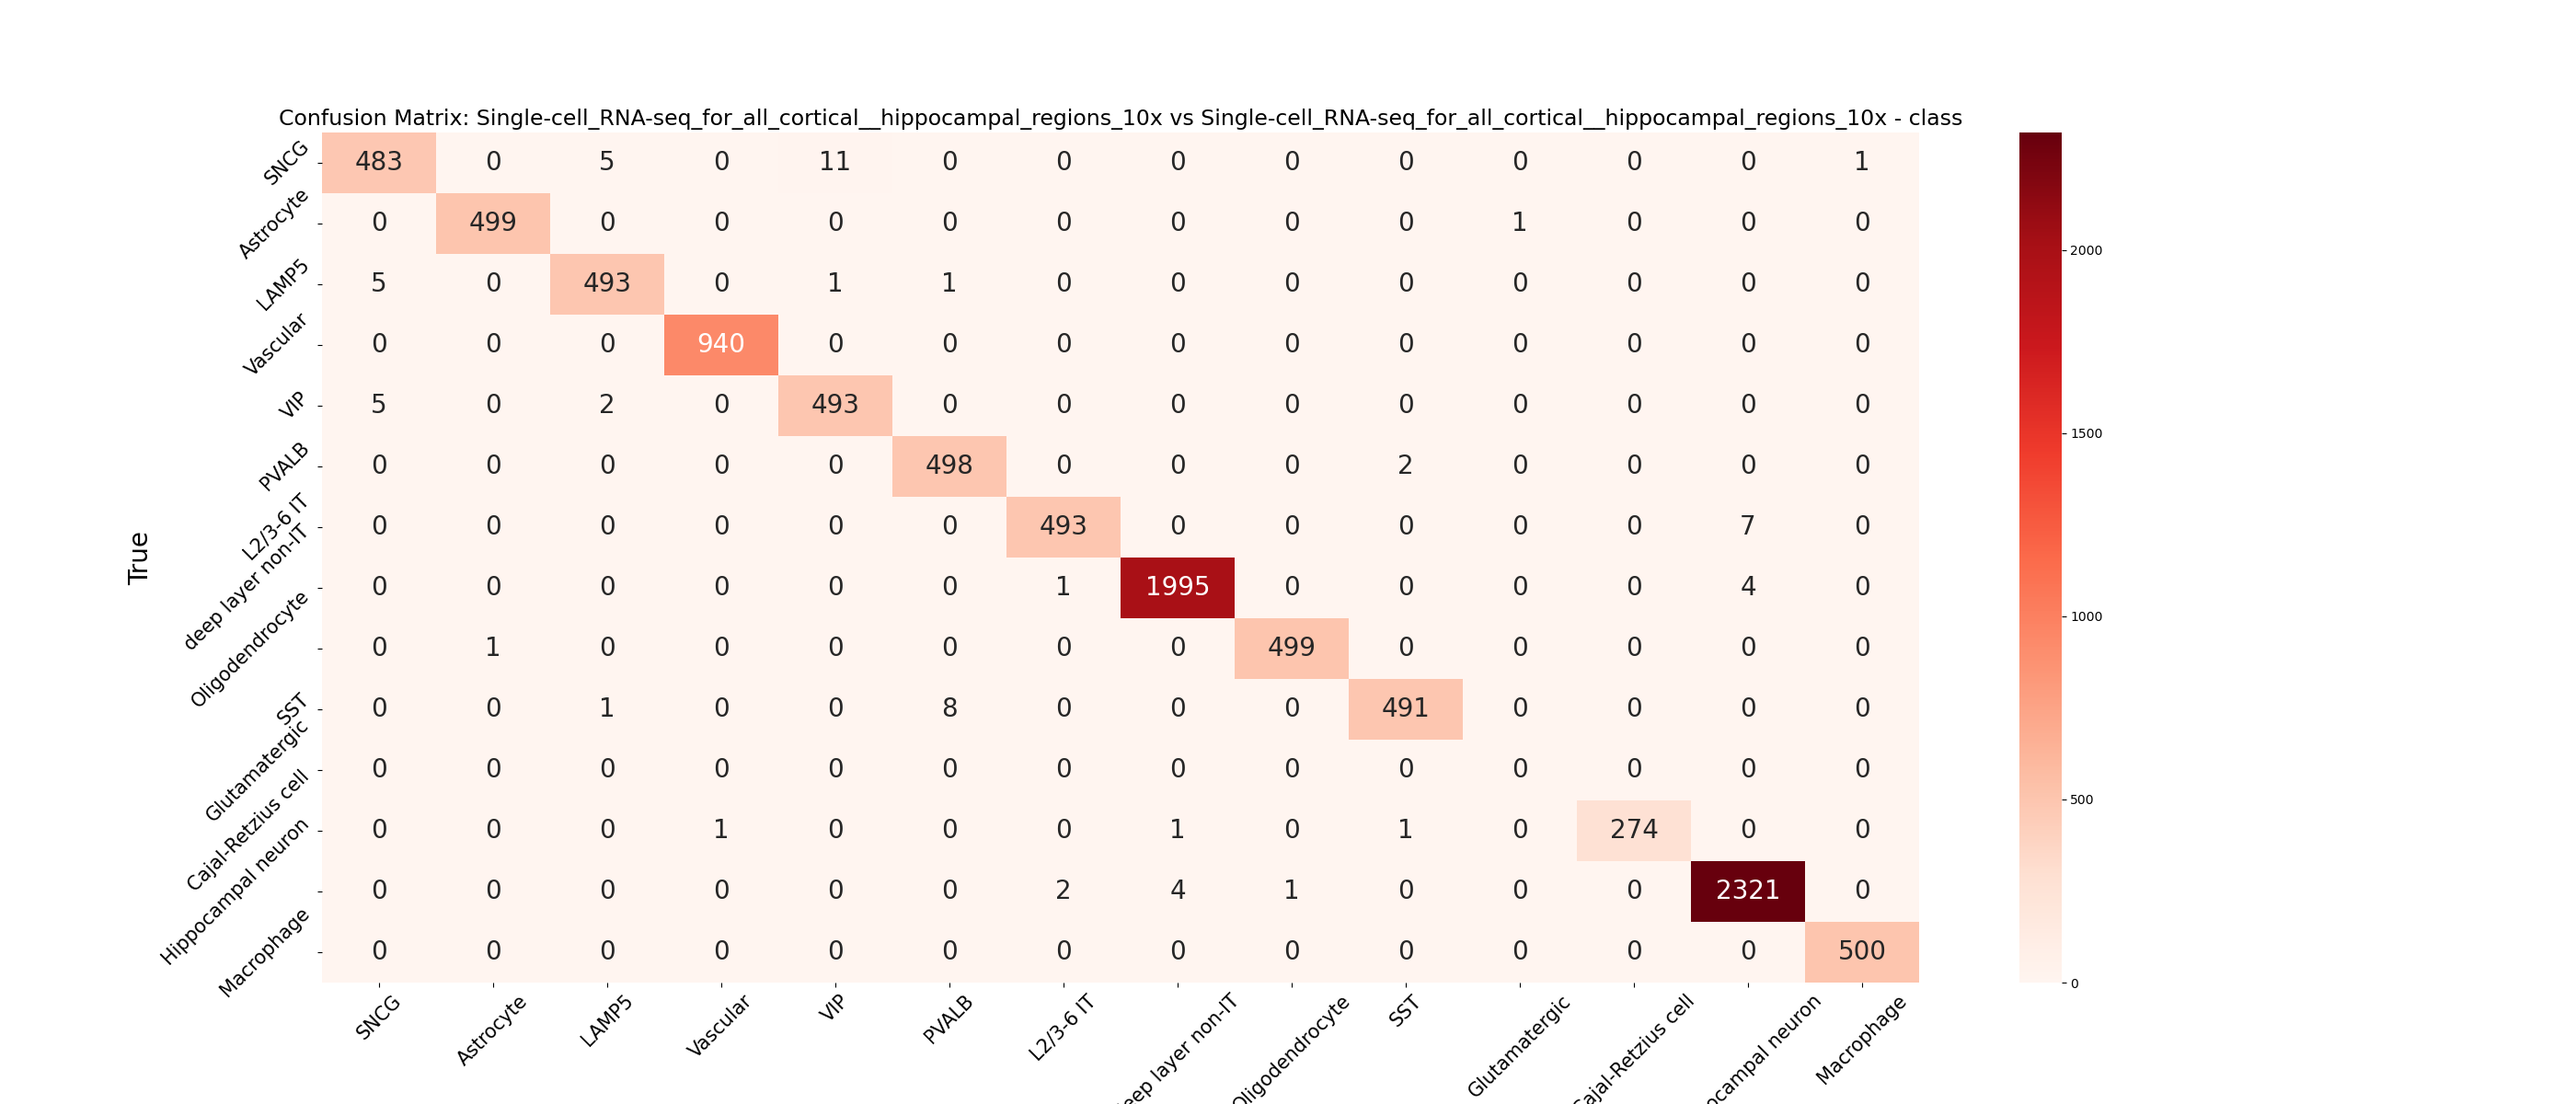 Confusion Matrix: Single-cell_RNA-seq_for_all_cortical__hippocampal_regions_10x vs Single-cell_RNA-seq_for_all_cortical__hippocampal_regions_10x - class
SNCG 483 0 5 0 11 0 0 0 0 0 0 0 0 1
Astrocyte 0 499 0 0 0 0 0 0 0 0 1 0 0 0
LAMP5 5 0 493 0 1 1 0 0 0 0 0 0 0 0
Vascular 0 0 0 940 0 0 0 0 0 0 0 0 0 0
VIP 5 0 2 0 493 0 0 0 0 0 0 0 0 0
PVALB 0 0 0 0 0 498 0 0 0 2 0 0 0 0
L2/3-6 IT 0 0 0 0 0 0 493 0 0 0 0 0 7 0
deep layer non-IT 0 0 0 0 0 0 1 1995 0 0 0 0 4 0
Oligodendrocyte 0 1 0 0 0 0 0 0 499 0 0 0 0 0
SST 0 0 1 0 0 8 0 0 0 491 0 0 0 0
Glutamatergic 0 0 0 0 0 0 0 0 0 0 0 0 0 0
Cajal-Retzius cell 0 0 0 1 0 0 0 1 0 1 0 274 0 0
Hippocampal neuron 0 0 0 0 0 0 2 4 1 0 0 0 2321 0
Macrophage 0 0 0 0 0 0 0 0 0 0 0 0 0 500
True
SNCG
Astrocyte
LAMP5
Vascular
VIP
PVALB
L2/3-6 IT
eep layer non-IT
Oligodendrocyte
SST
Glutamatergic
Cajal-Retzius cell
ocampal neuron
Macrophage
2000
1500
1000
500
0